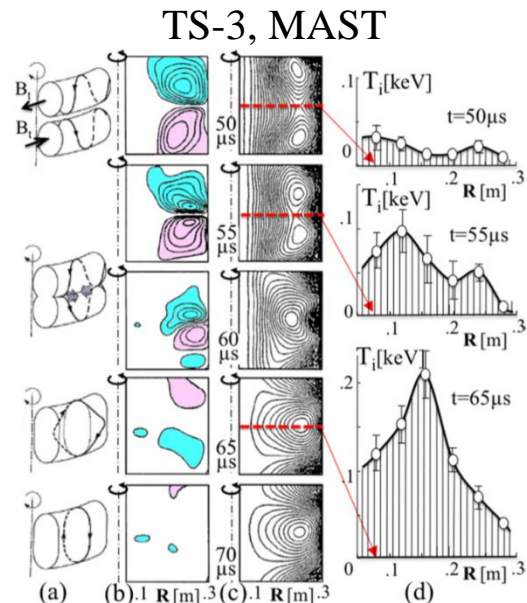 TS-3, MAST
Bt
Bt
50
μs
55
μs
60
μs
65
μs
70
μs
.1
Ti[keV]
t=50μs
0
.1
.2
R[m]
.3
.1
Ti[keV]
t=55μs
0
.1
.2
R[m]
.3
.2
Ti[keV]
t=65μs
.1
0
.1
.2
R[m]
.3
(a)
(b)
.1
R[m]
.3
(c)
.1
R[m]
.3
(d)